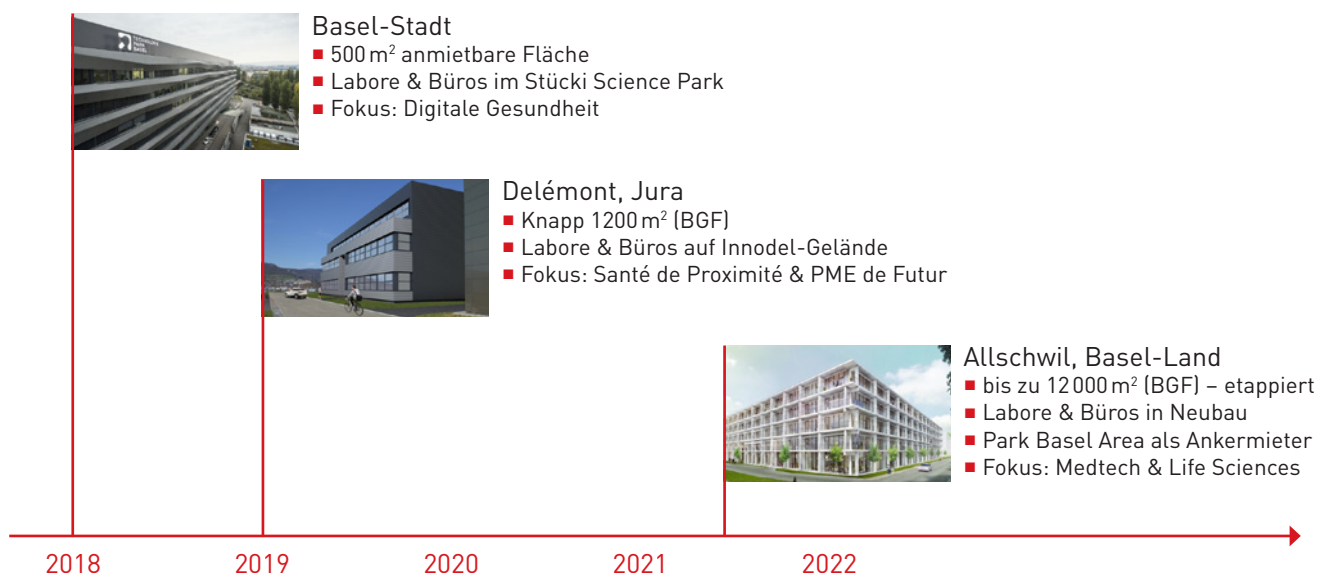 TECHNOLOGIE
PARK
BASEL
Basel-Stadt
■ 500 m² anmietbare Fläche
■ Labore & Büros im Stücki Science Park
■ Fokus: Digitale Gesundheit
Delémont, Jura
■ Knapp 1200 m² (BGF)
■ Labore & Büros auf Innodel-Gelände
■ Fokus: Santé de Proximité & PME de Futur
Allschwil, Basel-Land
■ bis zu 12 000 m² (BGF) – etappiert
■ Labore & Büros in Neubau
■ Park Basel Area als Ankermieter
■ Fokus: Medtech & Life Sciences
2018 2019 2020 2021 2022